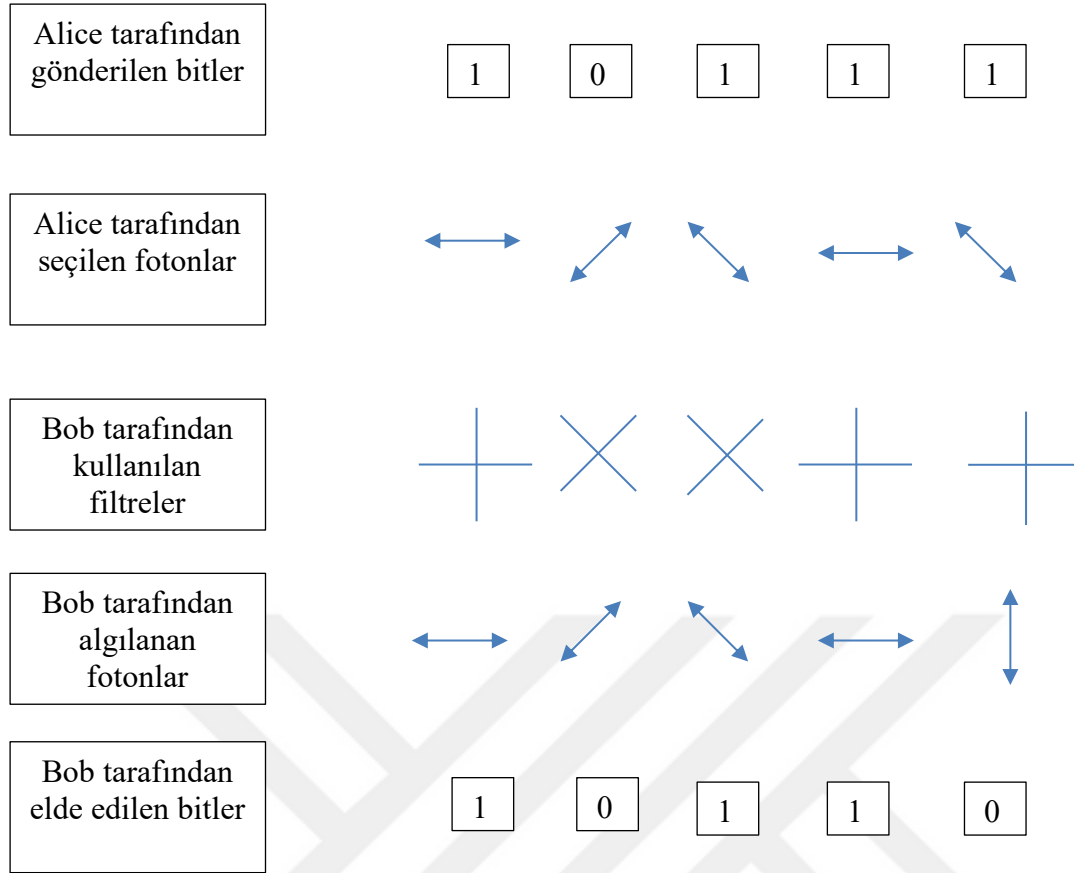 Alice tarafından
gönderilen bitler
1 0 1 1 1
Alice tarafından
seçilen fotonlar
Bob tarafından
kullanılan
filtreler
Bob tarafından
algılanan
fotonlar
Bob tarafından
elde edilen bitler
1 0 1 1 0